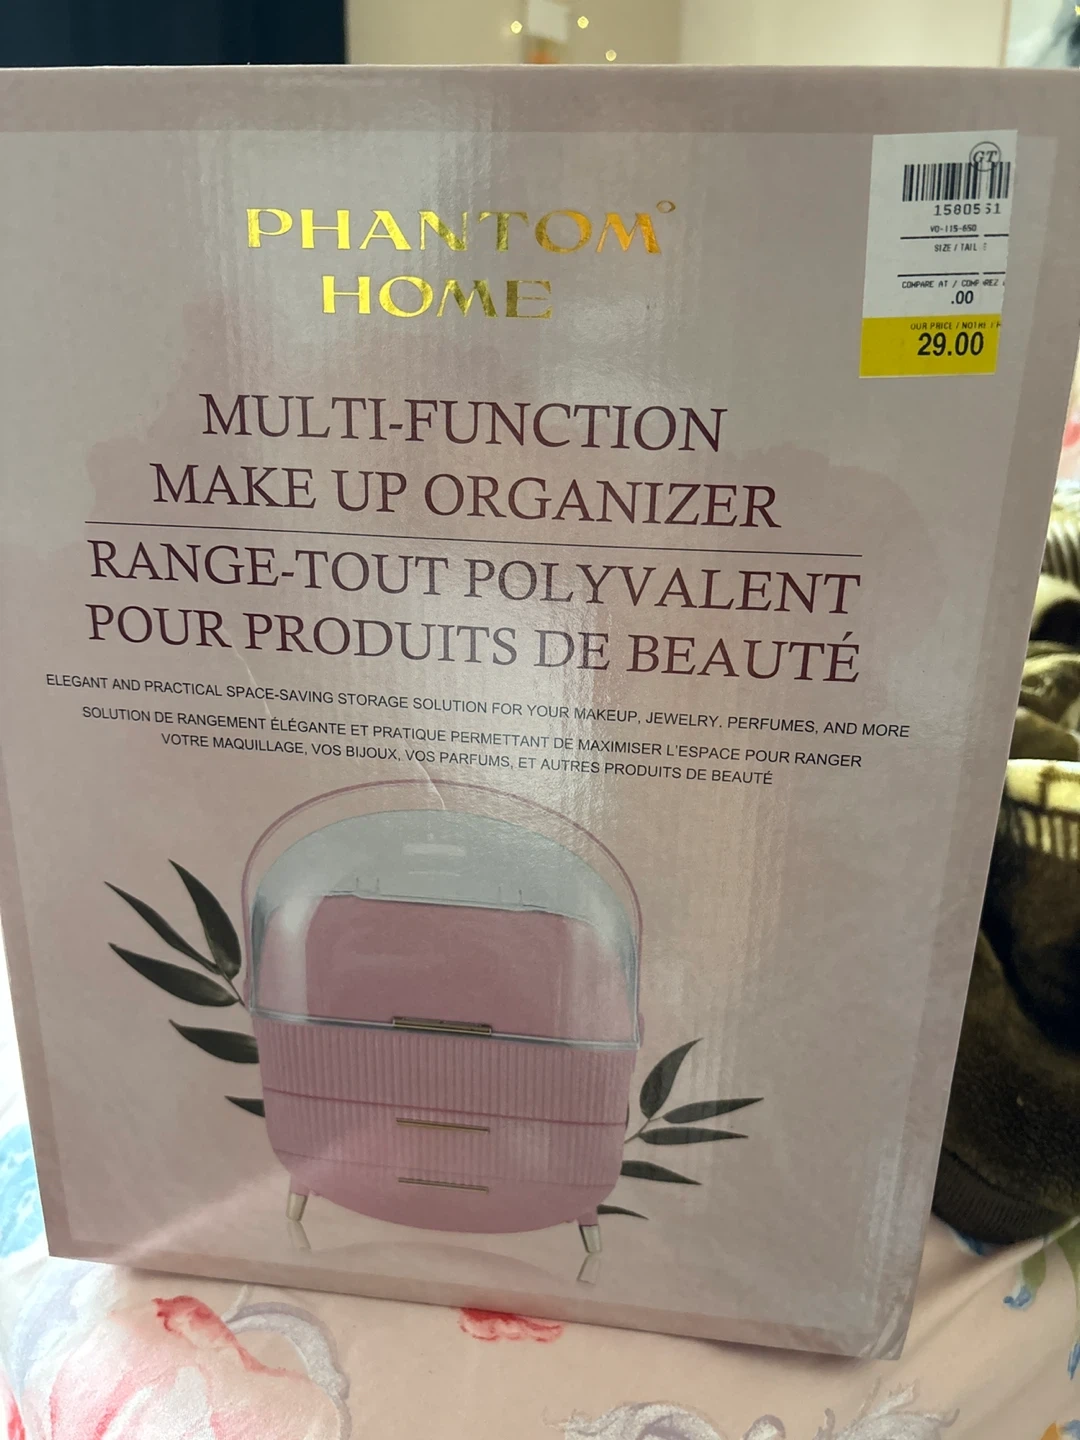 PHANTOM
HOME
GT
1580551
VO-115-650
SIZE / TAIL E
COMPARE AT / COMP REZ
.00
OUR PRICE / NOTRE
29.00
MULTI-FUNCTION
MAKE UP ORGANIZER
RANGE-TOUT POLYVALENT
POUR PRODUITS DE BEAUTÉ
ELEGANT AND PRACTICAL SPACE-SAVING STORAGE SOLUTION FOR YOUR MAKEUP, JEWELRY. PERFUMES, AND MORE
SOLUTION DE RANGEMENT ÉLÉGANTE ET PRATIQUE PERMETTANT DE MAXIMISER L'ESPACE POUR RANGER
VOTRE MAQUILLAGE, VOS BIJOUX, VOS PARFUMS, ET AUTRES PRODUITS DE BEAUTÉ